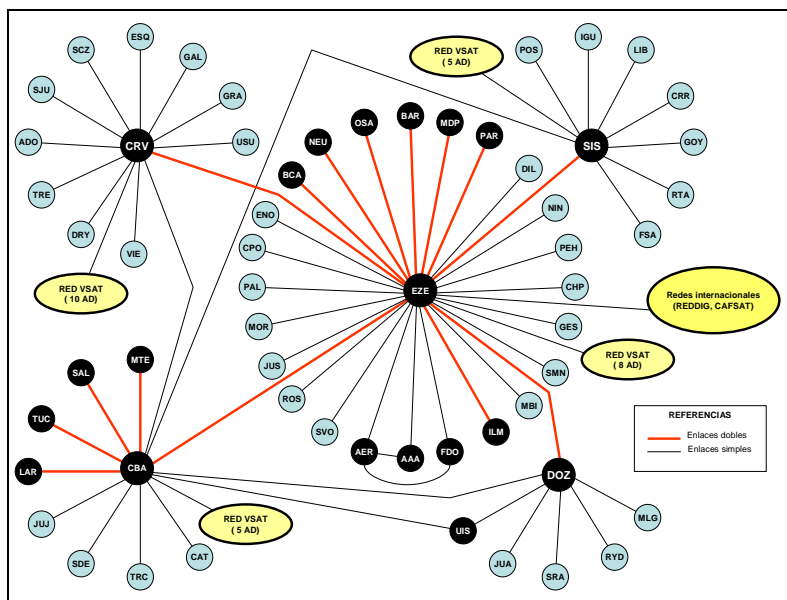 ESQ
SCZ
GAL
SJU
GRA
ADO
CRV
USU
TRE
DRY
VIE
RED VSAT
( 10 AD)
RED VSAT
( 5 AD)
POS
IGU
LIB
CRR
SIS
GOY
RTA
FSA
BCA
NEU
OSA
BAR
MDP
PAR
DIL
ENO
NIN
CPO
PEH
PAL
EZE
CHP
Redes internacionales
(REDDIG, CAFSAT)
MOR
GES
JUS
RED VSAT
( 8 AD)
SMN
ROS
MBI
SVO
ILM
AER
AAA
FDO
MTE
SAL
TUC
LAR
CBA
JUJ
SDE
TRC
CAT
RED VSAT
( 5 AD)
DOZ
UIS
MLG
JUA
SRA
RYD
REFERENCIAS
Enlaces dobles
Enlaces simples